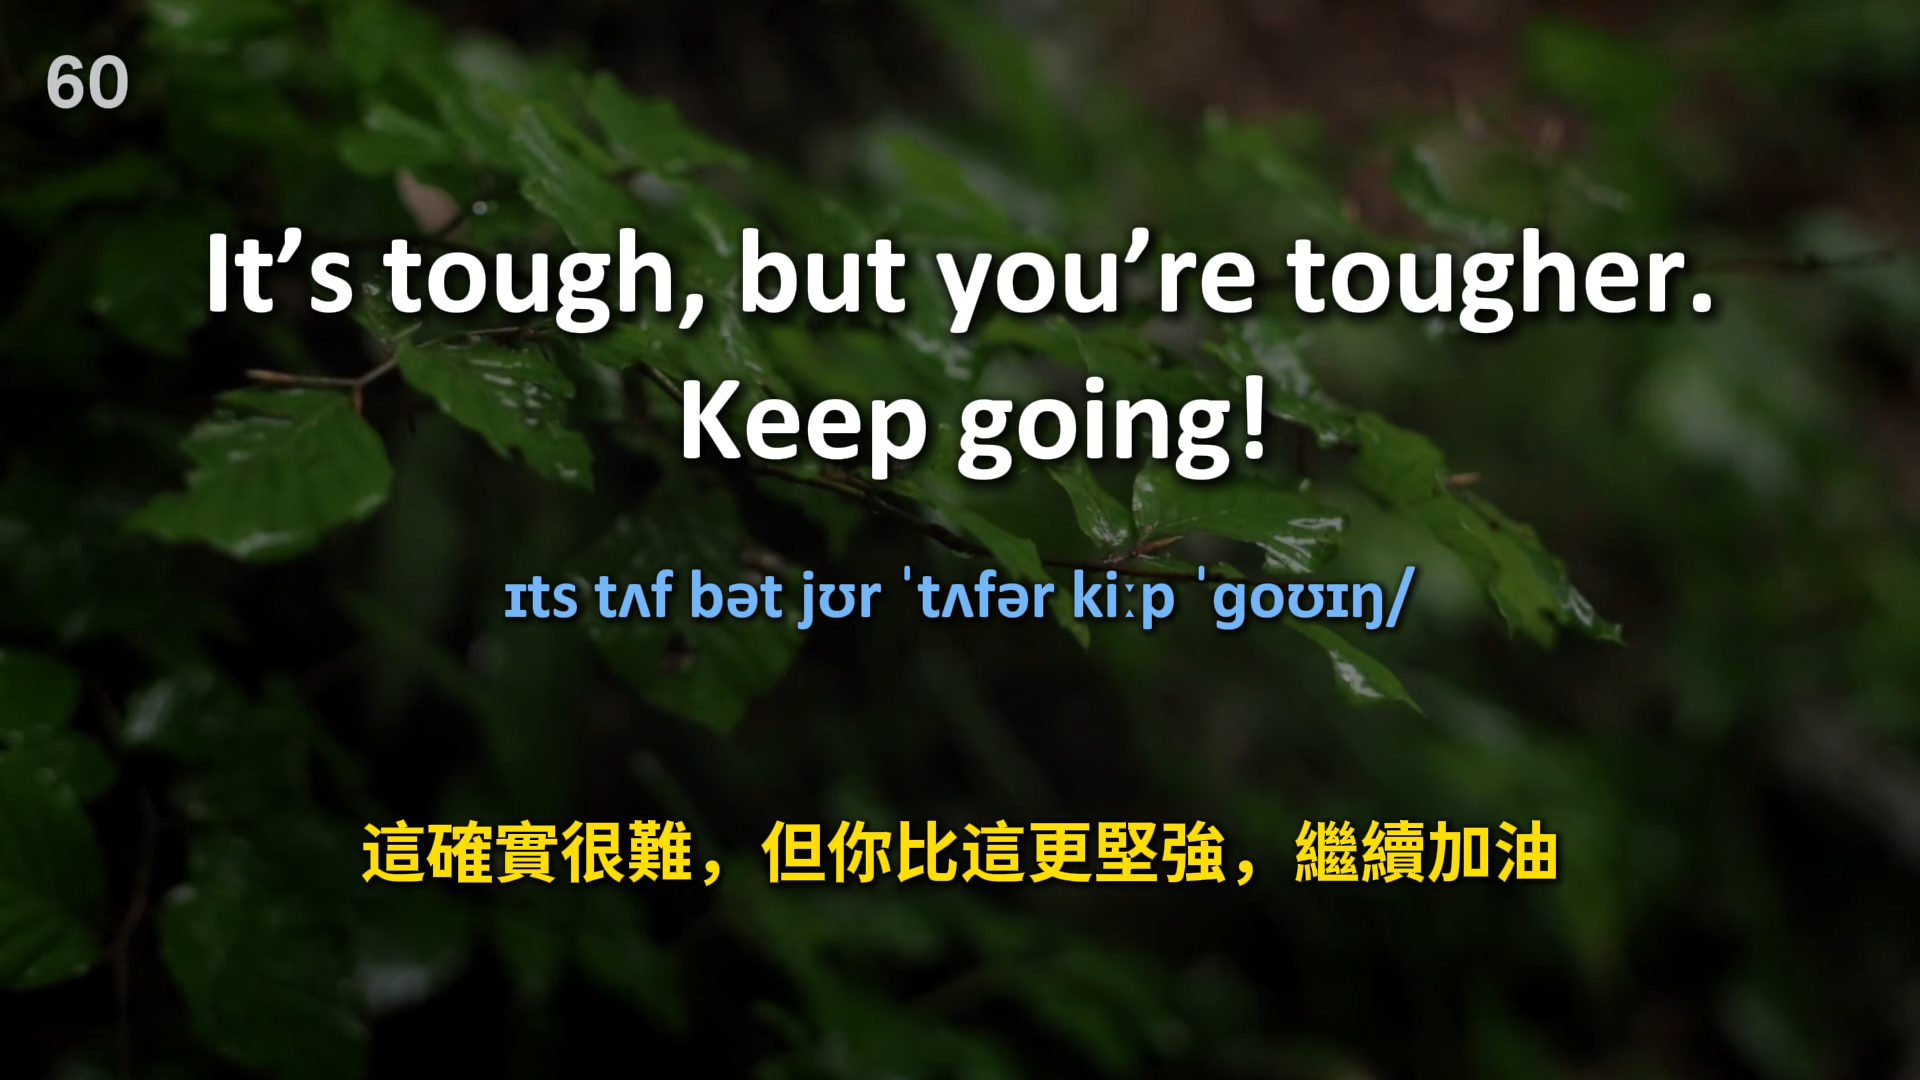 60
It’s tough, but you’re tougher.
Keep going!
ɪts tʌf bət jʊr ˈtʌfər kiːp ˈɡoʊɪŋ/
這確實很難，但你比這更堅強，繼續加油